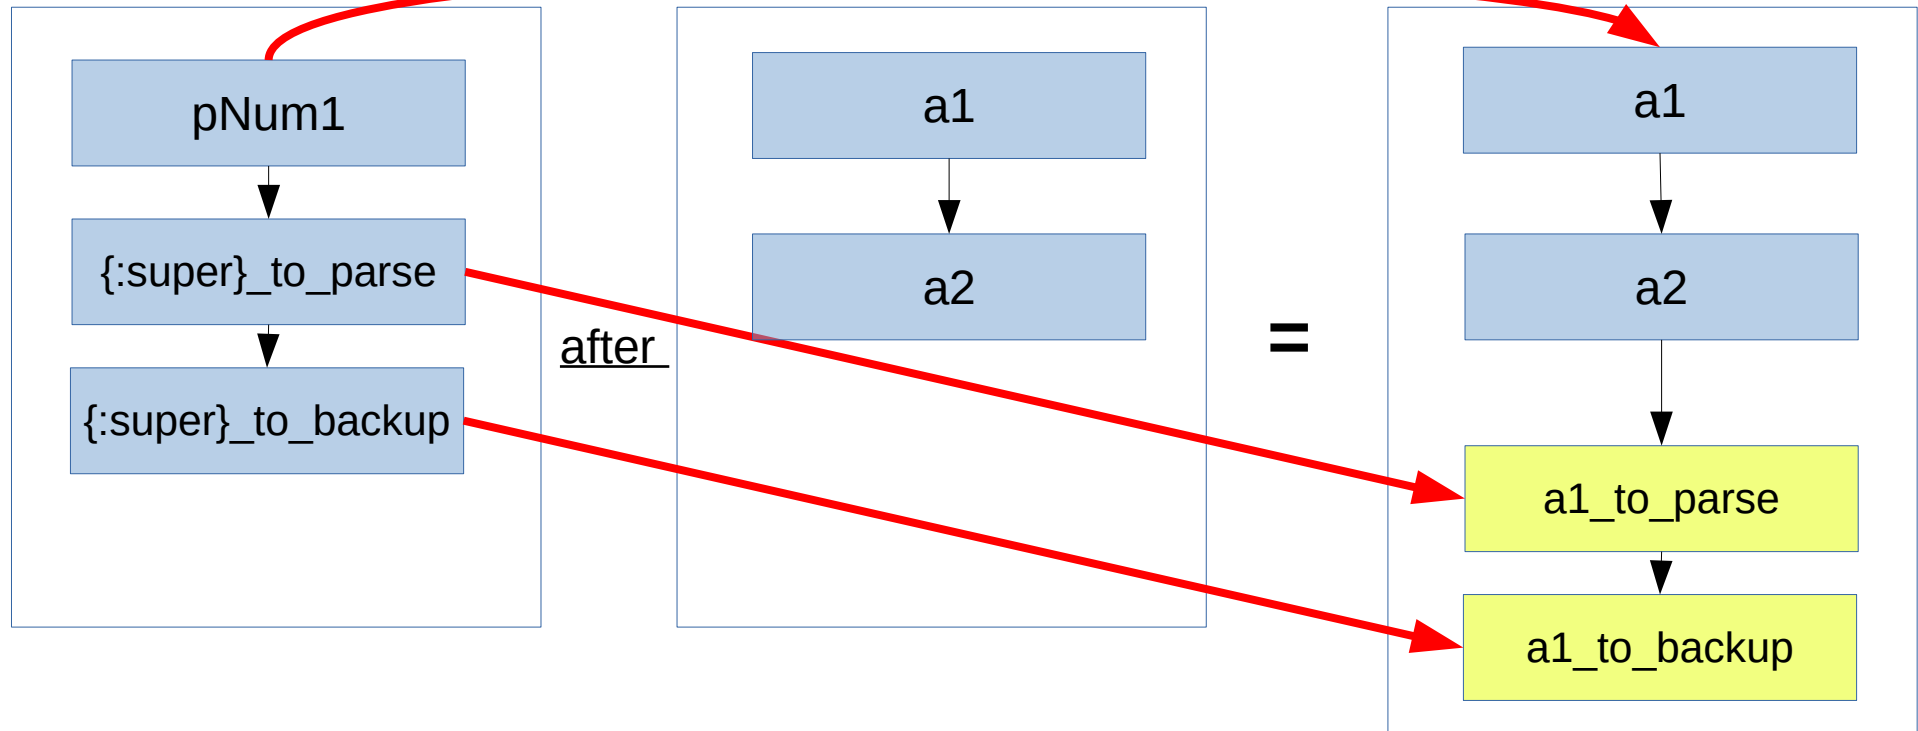 pNum1
{:super}_to_parse
{:super}_to_backup
after
a1
a2
=
a1
a2
a1_to_parse
a1_to_backup